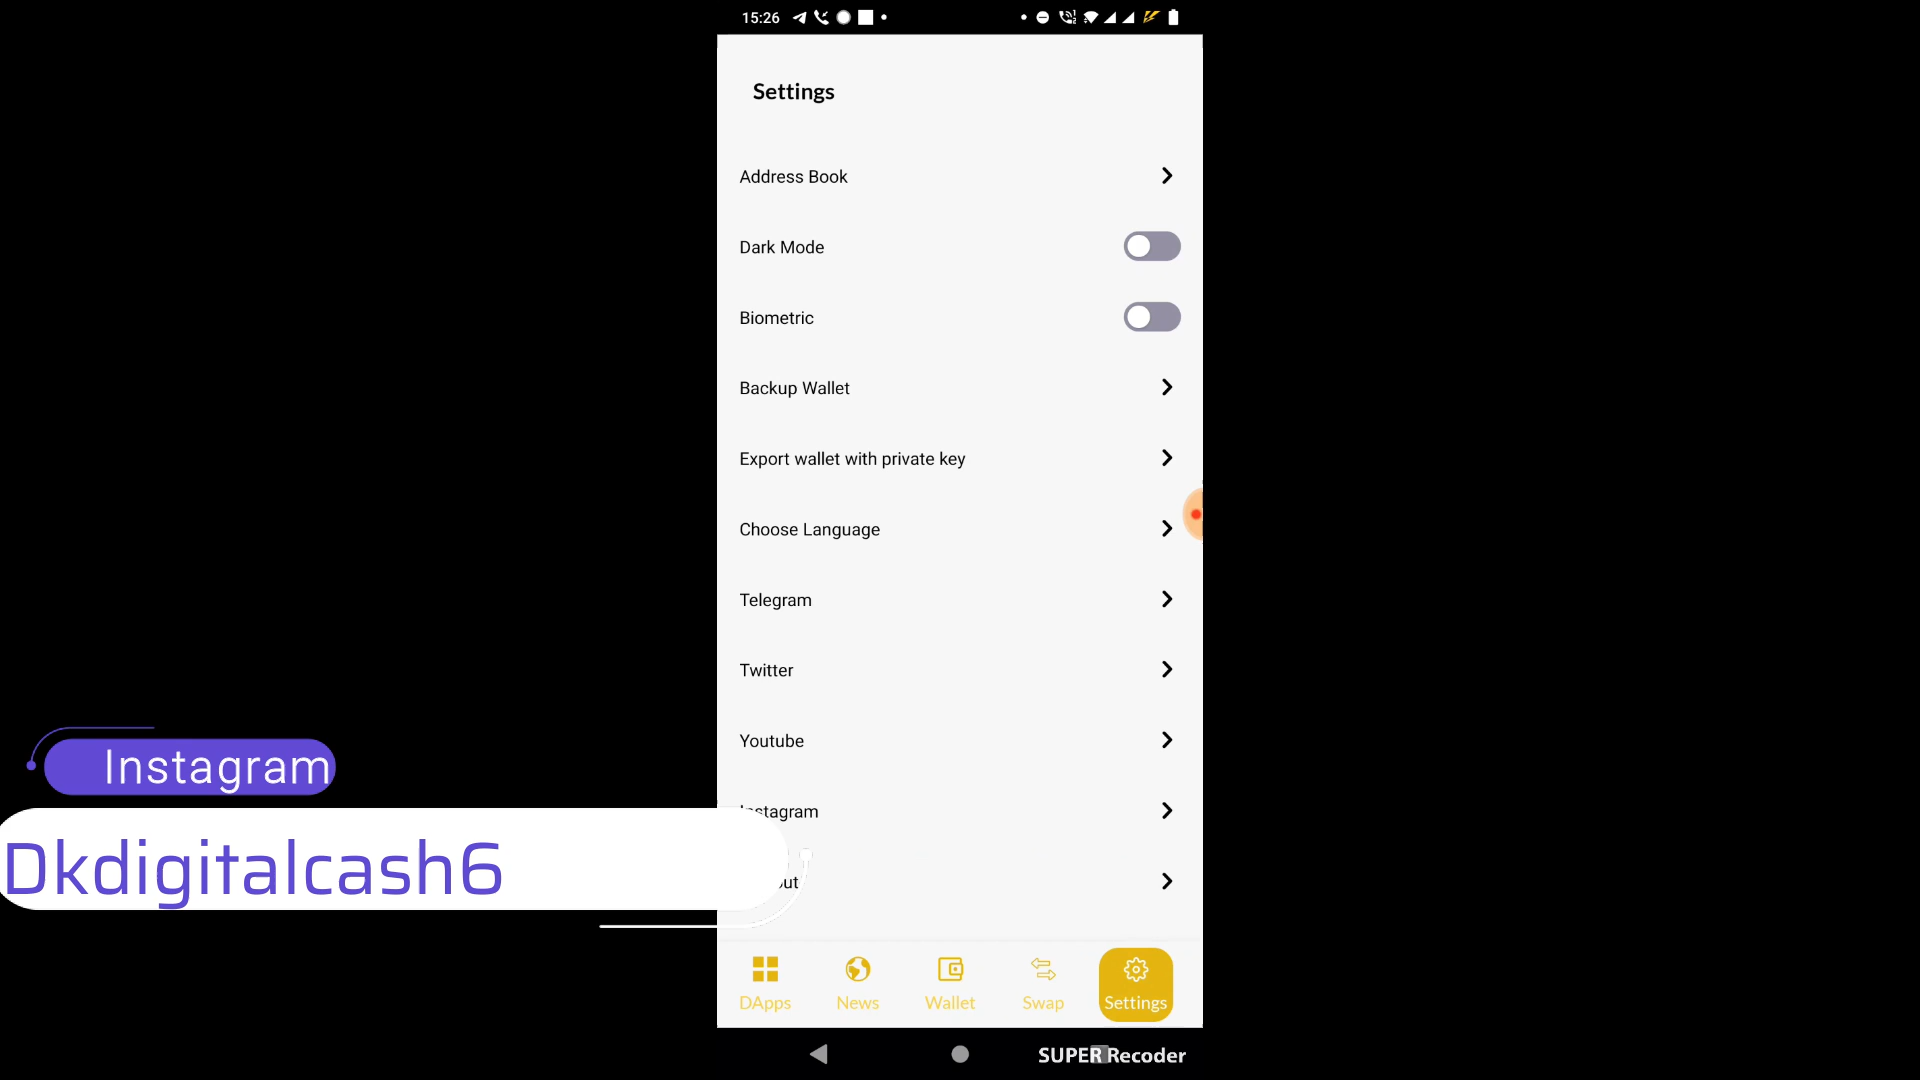 15:26
Settings
Address Book
Dark Mode
Biometric
Backup Wallet
Export wallet with private key
Choose Language
Telegram
Twitter
Youtube
Instagram
Instagram
Dkdigitalcash6
DApps
News
Wallet
Swap
Settings
SUPER Recoder